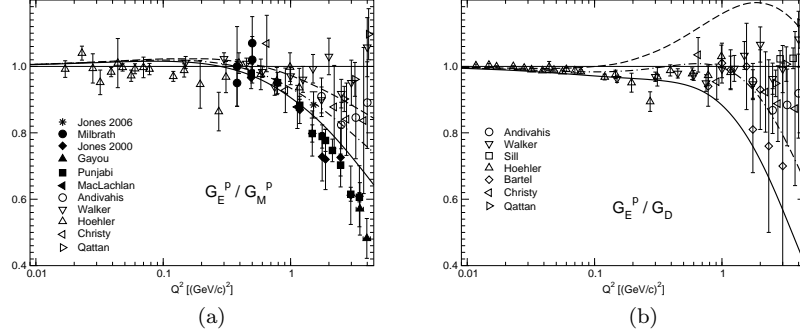 1.0
0.8
0.6
0.4
0.01
0.1
1
Q² [(GeV/c)²]
Jones 2006
Milbrath
Jones 2000
Gayou
Punjabi
MacLachlan
Andivahis
Walker
Hoehler
Christy
Qattan
G_E^p / G_M^p
(a)
1.0
0.8
0.6
0.4
0.01
0.1
1
Q² [(GeV/c)²]
Andivahis
Walker
Sill
Hoehler
Bartel
Christy
Qattan
G_E^p / G_D
(b)